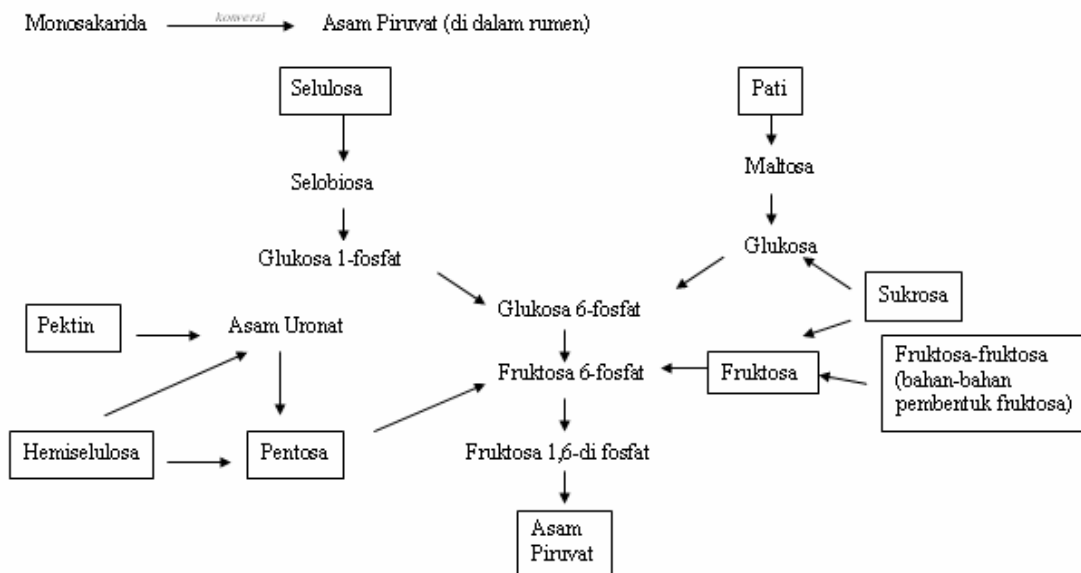 Monosakarida konversi Asam Piruvat (di dalam rumen)
Selulosa
Pati
Maltosa
Selobiosa
Glukosa
Glukosa 1-fosfat
Sukrosa
Glukosa 6-fosfat
Pektin
Asam Uronat
Fruktosa-fruktosa
(bahan-bahan
pembentuk fruktosa)
Fruktosa 6-fosfat
Fruktosa
Hemiselulosa
Pentosa
Fruktosa 1,6-di fosfat
Asam
Piruvat